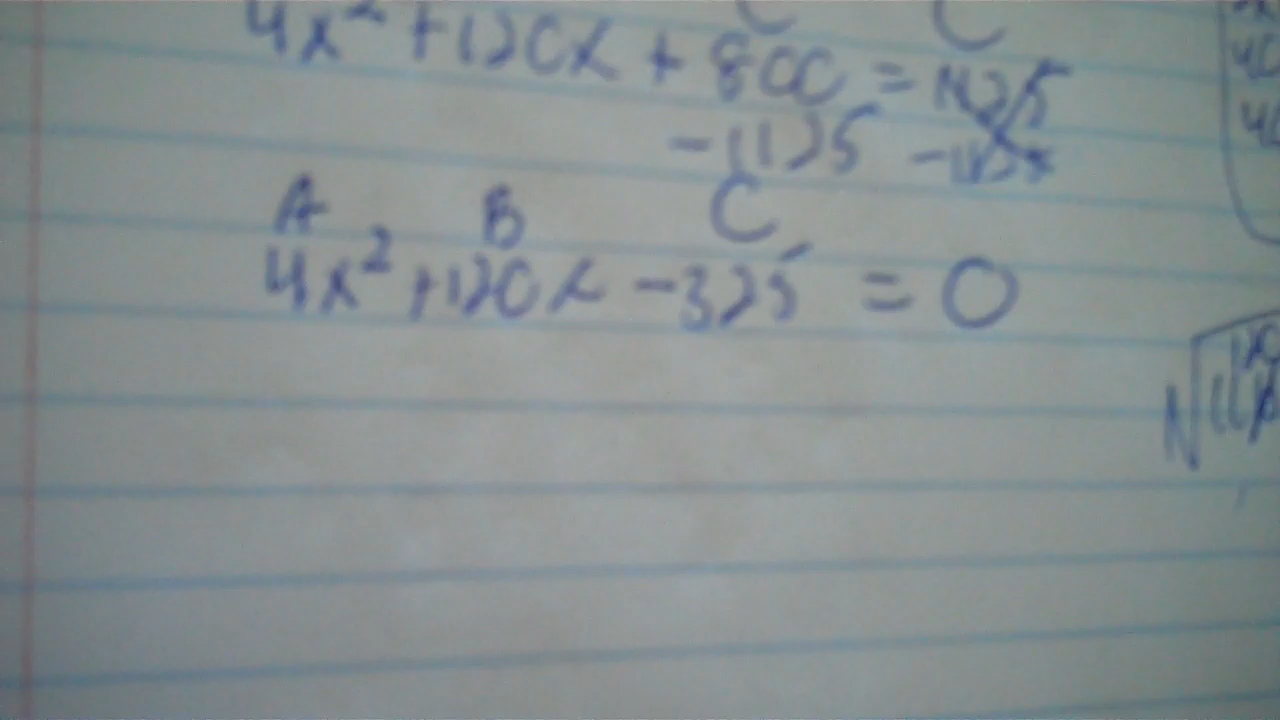 4x² + 120x + 800 = 1125
-1125 -1125
A B C
4x² + 120x - 325 = 0